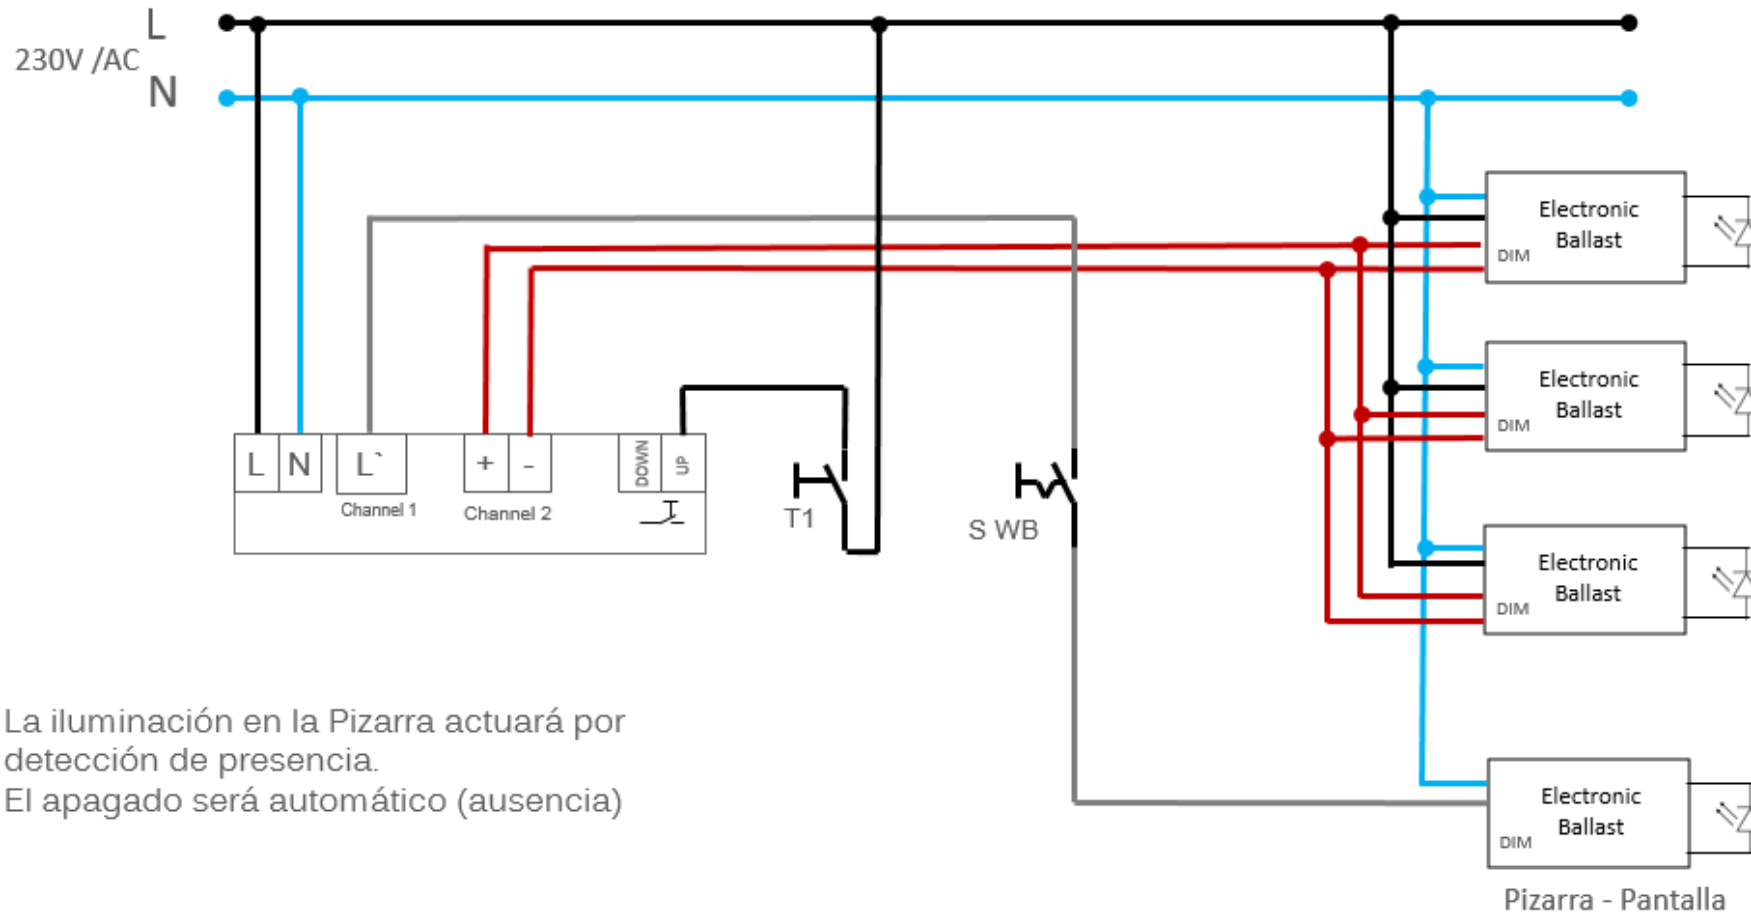 L
230V /AC
N
Electronic
Ballast
DIM
Electronic
Ballast
DIM
L
N
L`
+
-
DOWN
UP
Channel 1
Channel 2
T1
S WB
Electronic
Ballast
DIM
La iluminación en la Pizarra actuará por
detección de presencia.
El apagado será automático (ausencia)
Electronic
Ballast
DIM
Pizarra - Pantalla